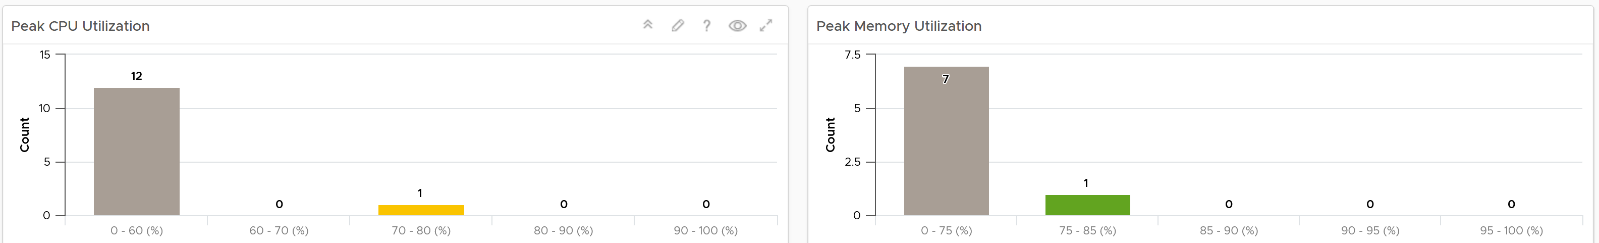 Peak CPU Utilization
?
15
10
5
0
Count
12
0
1
0
0
0 - 60 (%)
60 - 70 (%)
70 - 80 (%)
80 - 90 (%)
90 - 100 (%)
Peak Memory Utilization
7.5
5
2.5
0
Count
7
1
0
0
0
0 - 75 (%)
75 - 85 (%)
85 - 90 (%)
90 - 95 (%)
95 - 100 (%)